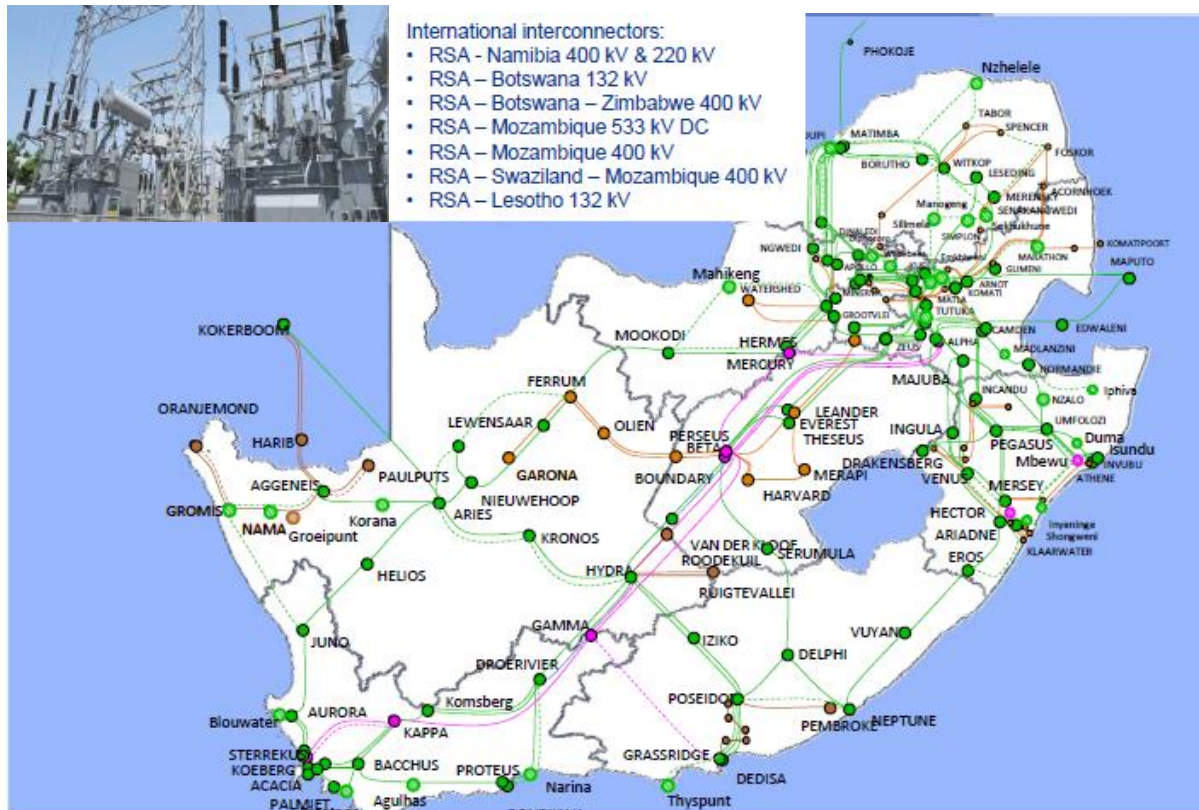 International interconnectors:
• RSA - Namibia 400 kV & 220 kV
• RSA – Botswana 132 kV
• RSA – Botswana – Zimbabwe 400 kV
• RSA – Mozambique 533 kV DC
• RSA – Mozambique 400 kV
• RSA – Swaziland – Mozambique 400 kV
• RSA – Lesotho 132 kV
PHOKOJE
Nzhelele
TABOR
SPENCER
MATIMBA
FOSKOR
BORUTHO
WITKOP
LESEDING
ACORNHOEK
MERENSKY
Manogeng
SENAKANGWEDI
Silimela
Sekhukhune
DINALEDI
SIMPLON
NGWEDI
MARATHON
KOMATIPOORT
MAPUTO
APOLLO
GUMENI
Mahikeng
WATERSHED
ARNOT
KOMATI
MATLA
KOKERBOOM
MOOKODI
GROOTVLEI
TUTUKA
HERMES
CAMDEN
EDWALENI
MERCURY
ZEUS
ALPHA
MADLANZINI
MAJUBA
NORMANDIE
FERRUM
INCANDU
Iphiva
ORANJEMOND
LEWENSAAR
LEANDER
NZALO
HARIB
OLIEN
EVEREST
THESEUS
INGULA
UMFOLOZI
PERSEUS
BETA
PEGASUS
Duma
PAULPUTS
GARONA
DRAKENSBERG
Mbewu
Isundu
INVUBU
AGGENEIS
NIEUWEHOOP
BOUNDARY
MERAPI
VENUS
ATHENE
HARVARD
MERSEY
GROMIS
NAMA
Korana
ARIES
HECTOR
Groeipunt
Inyaninga
ARIADNE
Shongweni
KRONOS
VAN DER KLOOF
SERUMULA
KLAARWATER
HYDRA
ROODEKUIL
EROS
HELIOS
RUIGTEVALLEI
GAMMA
JUNO
IZIKO
VUYANI
DROERIVIER
DELPHI
Komsberg
POSEIDON
Blouwater
AURORA
KAPPA
PEMBROKE
NEPTUNE
STERREKUS
KOEBERG
BACCHUS
GRASSRIDGE
ACACIA
PROTEUS
DEDISA
PALMIET
Agulhas
Narina
Thyspunt